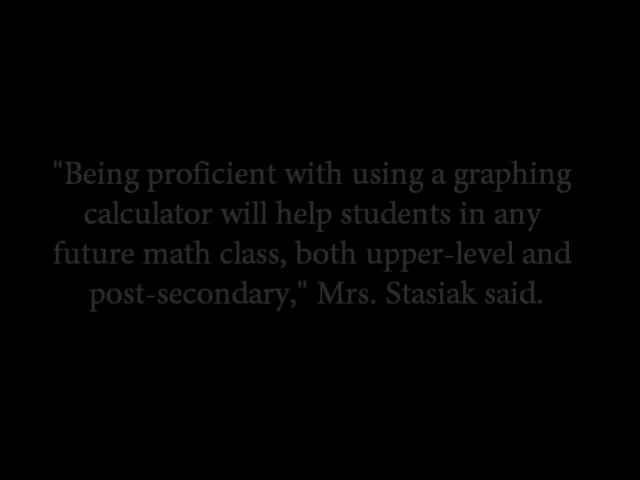 "Being proficient with using a graphing
calculator will help students in any
future math class, both upper-level and
post-secondary," Mrs. Stasiak said.